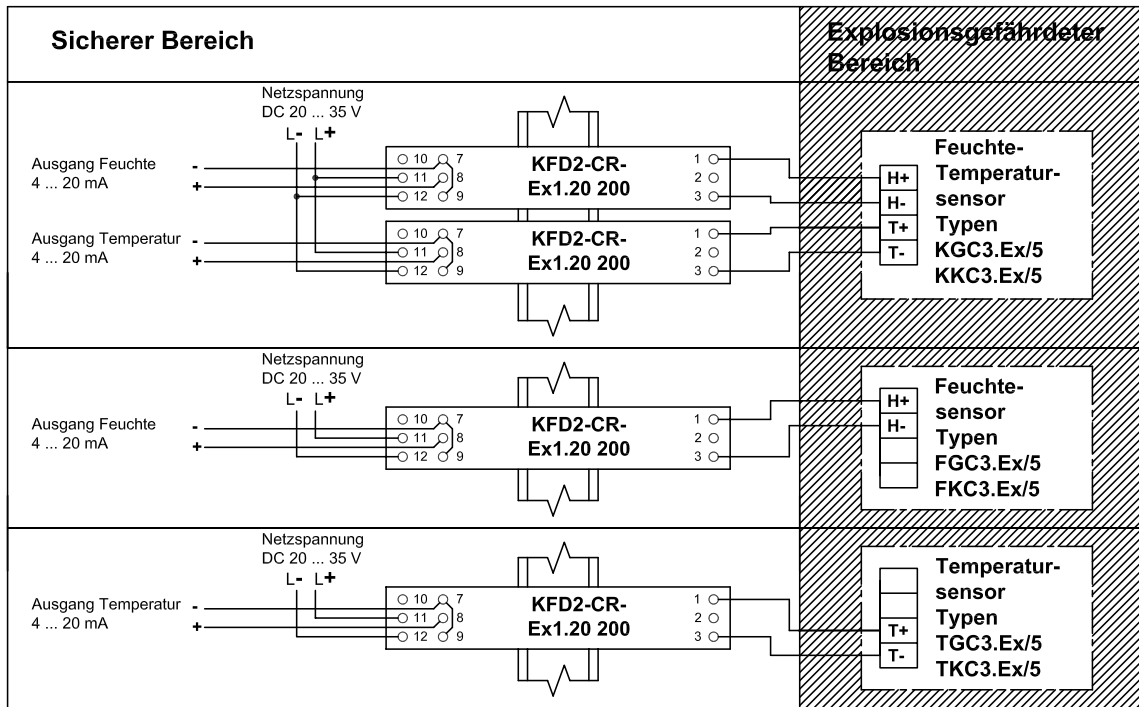 Sicherer Bereich
Explosionsgefährdeter
Bereich
Netzspannung
DC 20 ... 35 V
L- L+
Ausgang Feuchte
4 ... 20 mA
-
+
10 7
11 8
12 9
KFD2-CR-
Ex1.20 200
1
2
3
Ausgang Temperatur
4 ... 20 mA
-
+
10 7
11 8
12 9
KFD2-CR-
Ex1.20 200
1
2
3
H+
H-
T+
T-
Feuchte-
Temperatur-
sensor
Typen
KGC3.Ex/5
KKC3.Ex/5
Netzspannung
DC 20 ... 35 V
L- L+
Ausgang Feuchte
4 ... 20 mA
-
+
10 7
11 8
12 9
KFD2-CR-
Ex1.20 200
1
2
3
H+
H-
Feuchte-
sensor
Typen
FGC3.Ex/5
FKC3.Ex/5
Netzspannung
DC 20 ... 35 V
L- L+
Ausgang Temperatur
4 ... 20 mA
-
+
10 7
11 8
12 9
KFD2-CR-
Ex1.20 200
1
2
3
T+
T-
Temperatur-
sensor
Typen
TGC3.Ex/5
TKC3.Ex/5